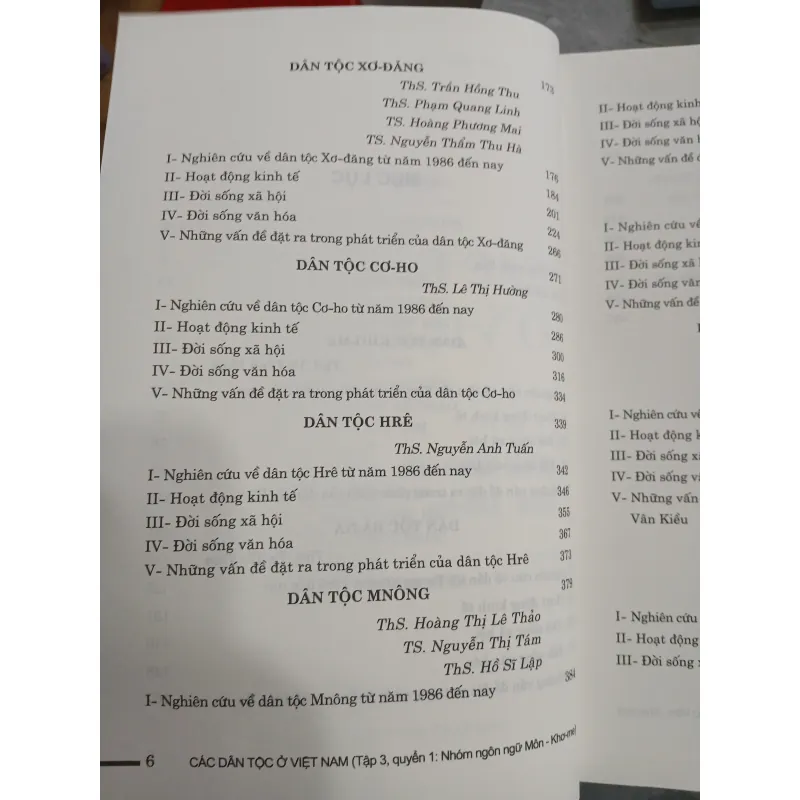 DÂN TỘC XƠ-ĐĂNG 173
ThS. Trần Hồng Thu
ThS. Phạm Quang Linh
TS. Hoàng Phương Mai
TS. Nguyễn Thẩm Thu Hà
I- Nghiên cứu về dân tộc Xơ-đăng từ năm 1986 đến nay 176
II- Hoạt động kinh tế 184
III- Đời sống xã hội 201
IV- Đời sống văn hóa 224
V- Những vấn đề đặt ra trong phát triển của dân tộc Xơ-đăng 266
DÂN TỘC CƠ-HO 271
ThS. Lê Thị Hường
I- Nghiên cứu về dân tộc Cơ-ho từ năm 1986 đến nay 280
II- Hoạt động kinh tế 286
III- Đời sống xã hội 300
IV- Đời sống văn hóa 316
V- Những vấn đề đặt ra trong phát triển của dân tộc Cơ-ho 334
DÂN TỘC HRÊ 339
ThS. Nguyễn Anh Tuấn
I- Nghiên cứu về dân tộc Hrê từ năm 1986 đến nay 342
II- Hoạt động kinh tế 346
III- Đời sống xã hội 355
IV- Đời sống văn hóa 367
V- Những vấn đề đặt ra trong phát triển của dân tộc Hrê 373
DÂN TỘC MNÔNG 379
ThS. Hoàng Thị Lê Thảo
TS. Nguyễn Thị Tám
ThS. Hồ Sĩ Lập
I- Nghiên cứu về dân tộc Mnông từ năm 1986 đến nay 384
6 CÁC DÂN TỘC Ở VIỆT NAM (Tập 3, quyển 1: Nhóm ngôn ngữ Môn - Khơ-me)
II- Hoạt động kinh
III- Đời sống xã
IV- Đời sống văn
V- Những vấn đề
I- Nghiên cứu
II- Hoạt động
III- Đời sống xã
IV- Đời sống văn
V- Những vấn đề
I- Nghiên cứu
II- Hoạt động
III- Đời sống
IV- Đời sống
V- Những vấn
Vân Kiều
I- Nghiên cứu
II- Hoạt động
III- Đời sống